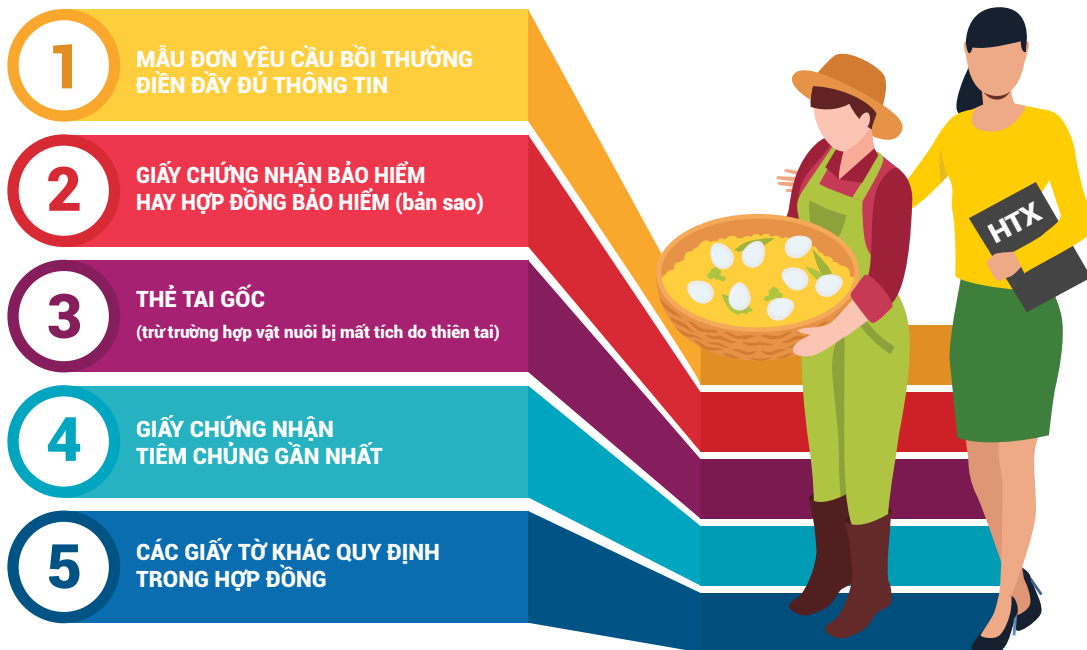 1
MẪU ĐƠN YÊU CẦU BỒI THƯỜNG
ĐIỀN ĐẦY ĐỦ THÔNG TIN
2
GIẤY CHỨNG NHẬN BẢO HIỂM
HAY HỢP ĐỒNG BẢO HIỂM (bản sao)
3
THẺ TAI GỐC
(trừ trường hợp vật nuôi bị mất tích do thiên tai)
4
GIẤY CHỨNG NHẬN
TIÊM CHỦNG GẦN NHẤT
5
CÁC GIẤY TỜ KHÁC QUY ĐỊNH
TRONG HỢP ĐỒNG
HTX